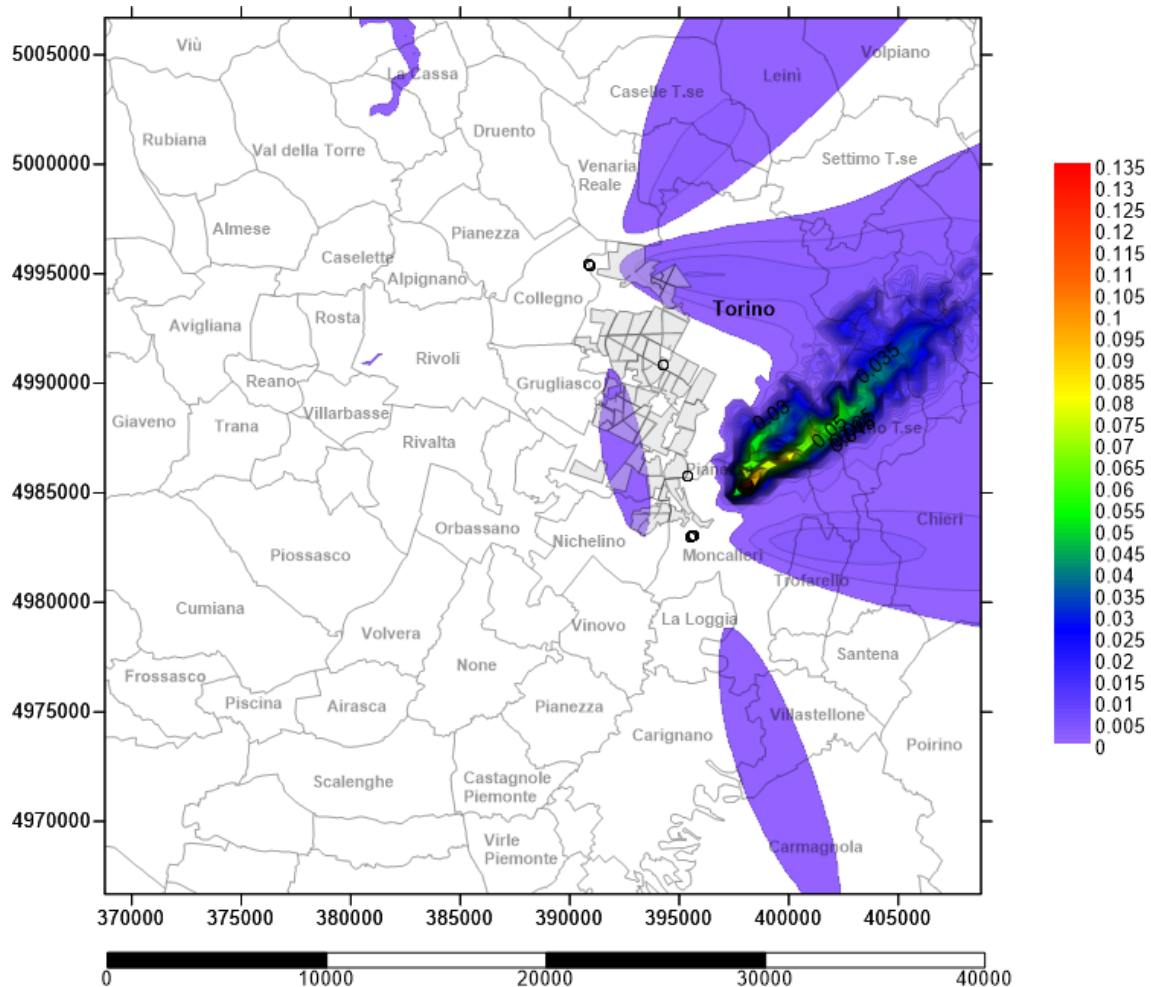 5005000
5000000
4995000
4990000
4985000
4980000
4975000
4970000
370000
375000
380000
385000
390000
395000
400000
405000
0
10000
20000
30000
40000
Viù
La Cassa
Caselle T.se
Leinì
Volpiano
Rubiana
Val della Torre
Druento
Venaria
Reale
Settimo T.se
Almese
Caselette
Pianezza
Alpignano
Collegno
Torino
Avigliana
Rosta
Rivoli
Reano
Grugliasco
Giaveno
Trana
Villarbasse
Rivalta
0.035
0.03
0.05
o T.se
Piana
Orbassano
Nichelino
Chieri
Piossasco
Moncalieri
Trofarello
Cumiana
Volvera
Vinovo
La Loggia
Santena
Frossasco
None
Piscina
Airasca
Pianezza
Carignano
Villastellone
Poirino
Scalenghe
Castagnole
Piemonte
Virle
Piemonte
Carmagnola
0.135
0.125
0.115
0.11
0.105
0.1
0.095
0.09
0.085
0.08
0.075
0.07
0.065
0.06
0.055
0.05
0.045
0.04
0.035
0.03
0.025
0.02
0.015
0.01
0.005
0